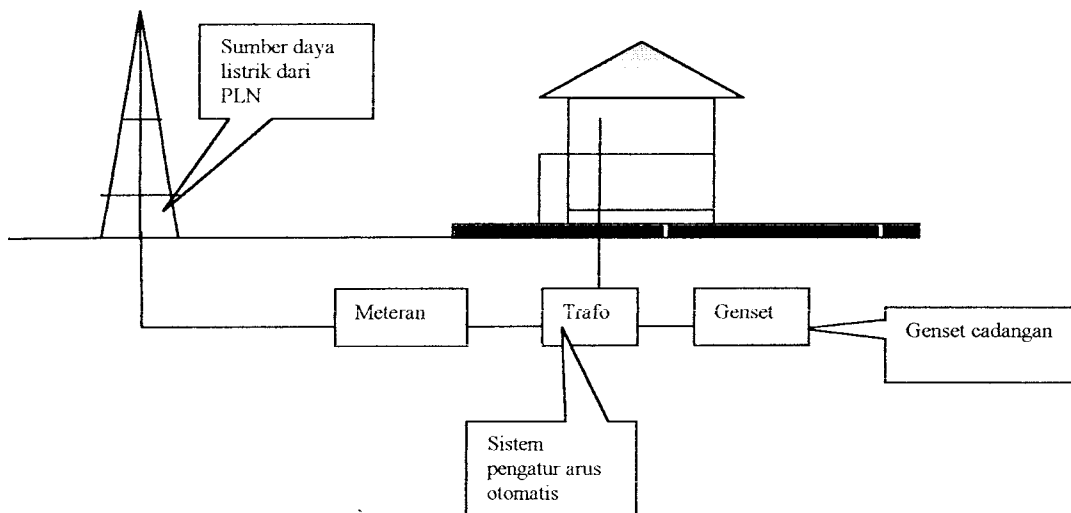 Sumber daya
listrik dari
PLN
Meteran
Trafo
Genset
Genset cadangan
Sistem
pengatur arus
otomatis